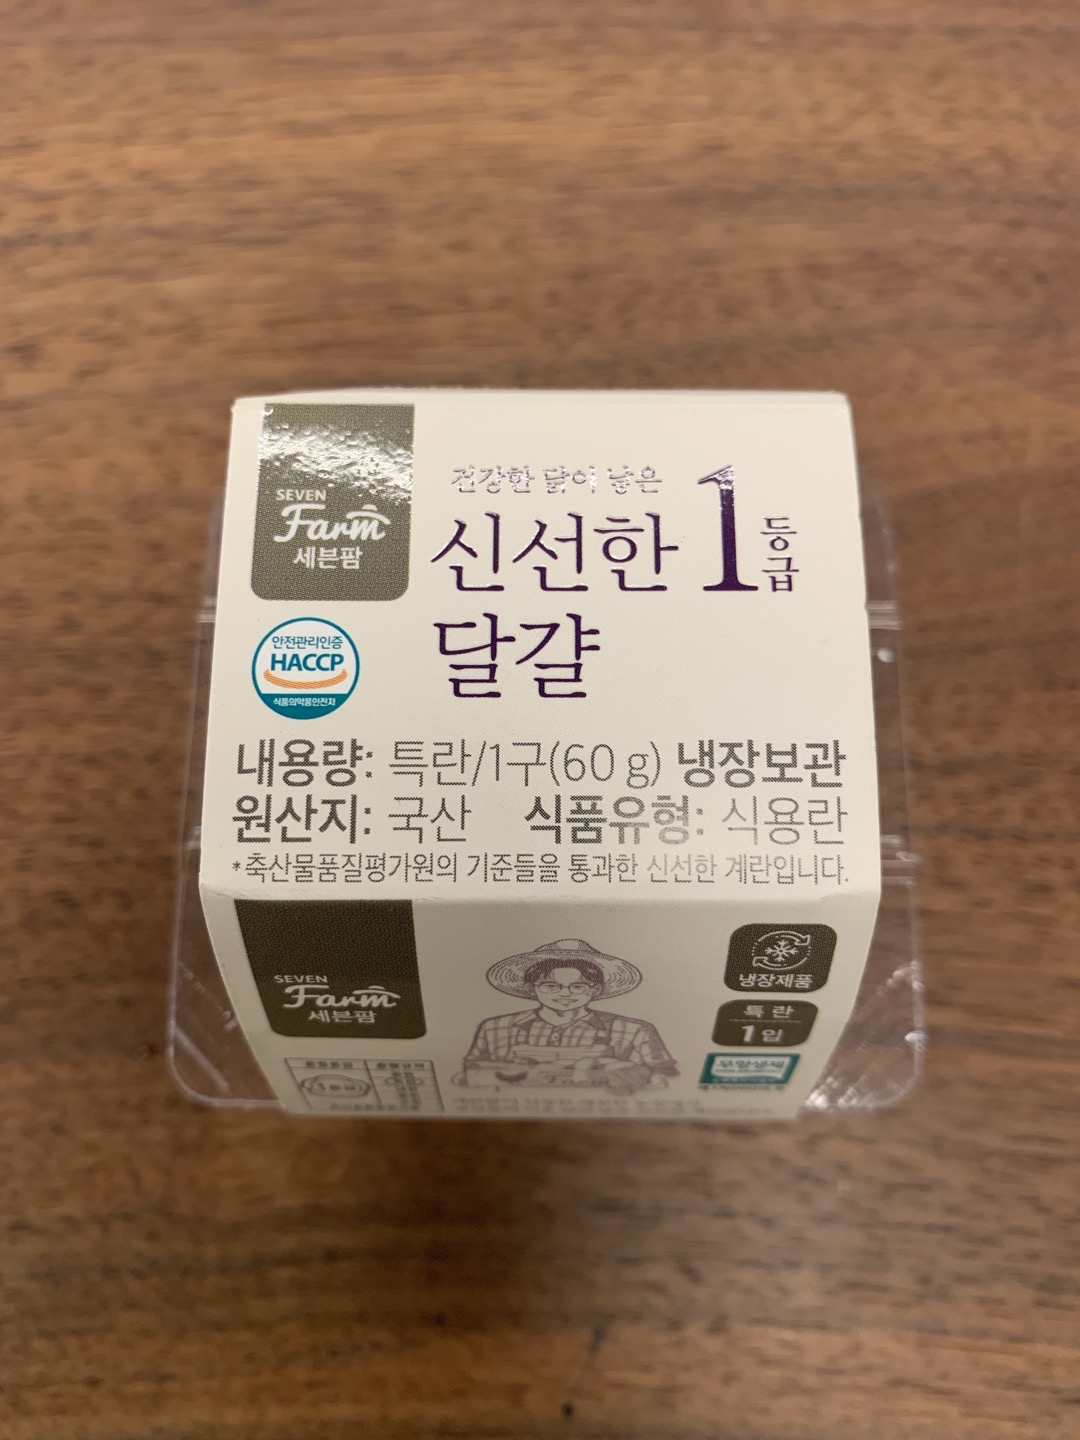 SEVEN
Farm
세븐팜
건강한 닭이 낳은
신선한 1등급
달걀
안전관리인증
HACCP
식품의약품안전처
내용량: 특란/1구(60 g) 냉장보관
원산지: 국산 식품유형: 식용란
*축산물품질평가원의 기준들을 통과한 신선한 계란입니다.
SEVEN
Farm
세븐팜
냉장제품
특란
1입
무항생제
Farm